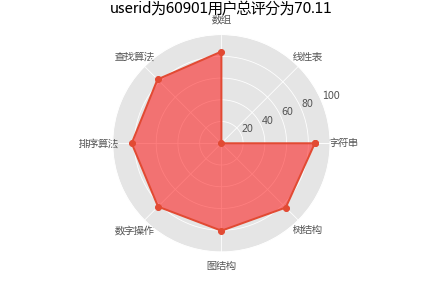 userid为60901用户总评分为70.11
数组
查找算法
线性表
100
80
60
40
20
排序算法
字符串
数字操作
树结构
图结构